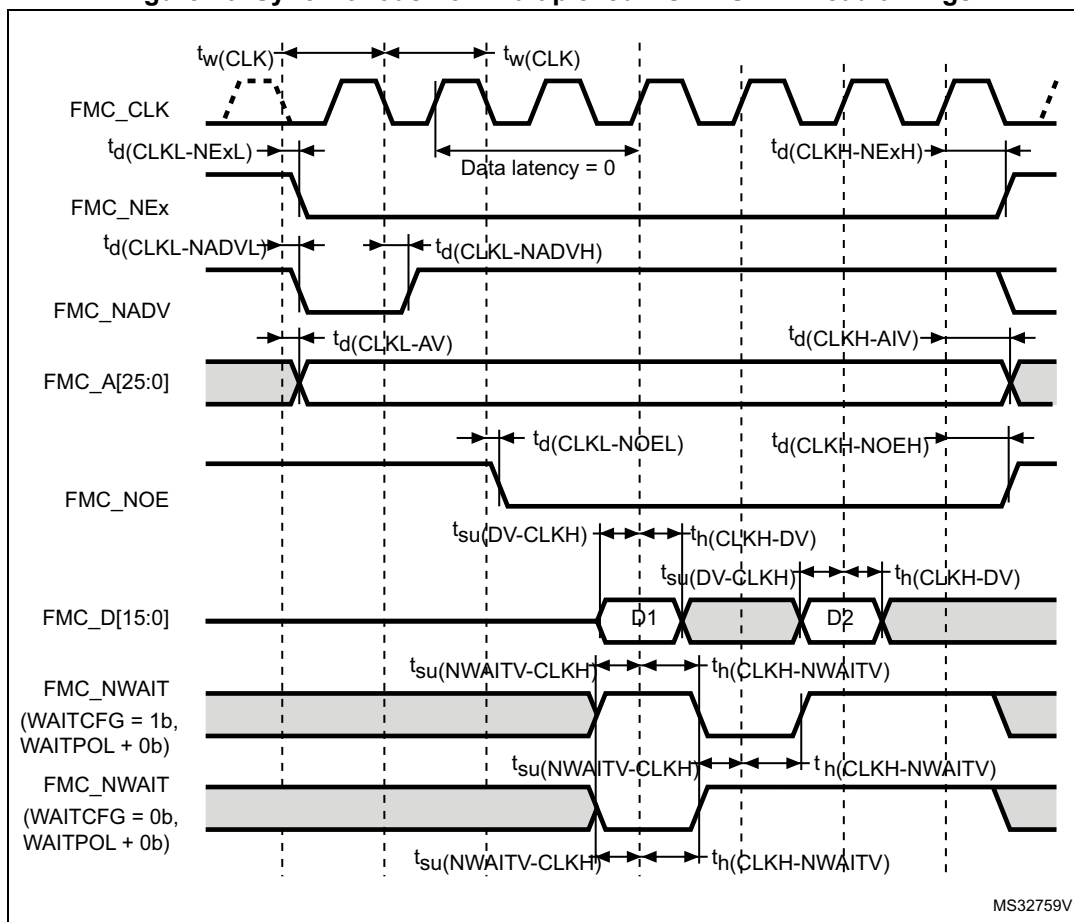 tw(CLK)
tw(CLK)
FMC_CLK
td(CLKL-NExL)
Data latency = 0
td(CLKH-NExH)
FMC_NEx
td(CLKL-NADVL)
td(CLKL-NADVH)
FMC_NADV
td(CLKL-AV)
td(CLKH-AIV)
FMC_A[25:0]
td(CLKL-NOEL)
td(CLKH-NOEH)
FMC_NOE
tsu(DV-CLKH)
th(CLKH-DV)
tsu(DV-CLKH)
th(CLKH-DV)
FMC_D[15:0]
D1
D2
tsu(NWAITV-CLKH)
th(CLKH-NWAITV)
FMC_NWAIT
(WAITCFG = 1b,
WAITPOL + 0b)
tsu(NWAITV-CLKH)
th(CLKH-NWAITV)
FMC_NWAIT
(WAITCFG = 0b,
WAITPOL + 0b)
tsu(NWAITV-CLKH)
th(CLKH-NWAITV)